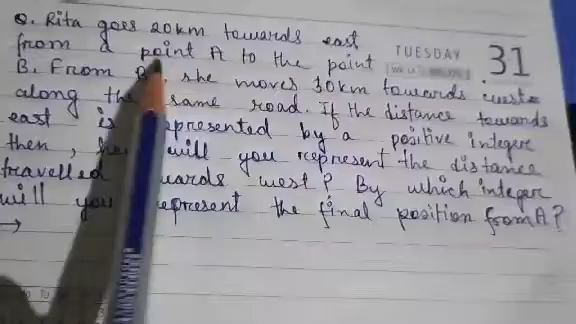 Q. Rita goes 20km towards east
from a point A to the point
B. From B, she moves 30km towards west
along the same road. If the distance towards
east is represented by a positive integer
then, how will you represent the distance
travelled towards west? By which integer
will you represent the final position from A?
→
TUESDAY 31